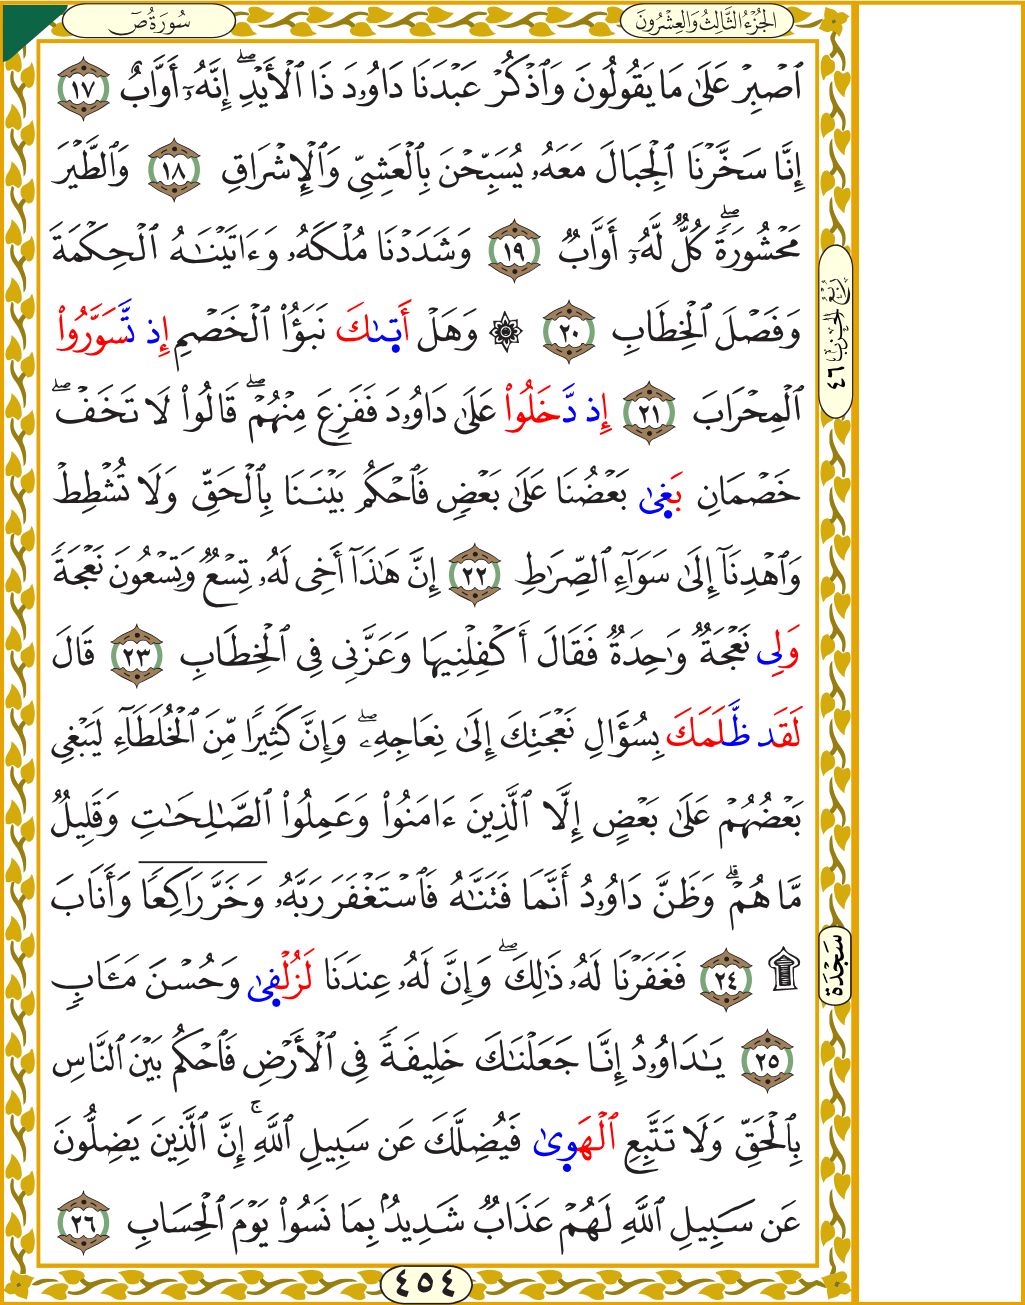 سُورَةُ صٓ
الجُزْءُ الثَّالِثُ وَالعِشْرُونَ
ٱصْبِرْ عَلَىٰ مَا يَقُولُونَ وَٱذْكُرْ عَبْدَنَا دَاوُۥدَ ذَا ٱلْأَيْدِۖ إِنَّهُۥٓ أَوَّابٌ ١٧
إِنَّا سَخَّرْنَا ٱلْجِبَالَ مَعَهُۥ يُسَبِّحْنَ بِٱلْعَشِىِّ وَٱلْإِشْرَاقِ ١٨ وَٱلطَّيْرَ
مَحْشُورَةًۖ كُلٌّ لَّهُۥٓ أَوَّابٌ ١٩ وَشَدَدْنَا مُلْكَهُۥ وَءَاتَيْنَـٰهُ ٱلْحِكْمَةَ
وَفَصْلَ ٱلْخِطَابِ ٢٠ ۞ وَهَلْ أَتىٰكَ نَبَؤُا۟ ٱلْخَصْمِ إِذ تَّسَوَّرُوا۟
ٱلْمِحْرَابَ ٢١ إِذ دَّخَلُوا۟ عَلَىٰ دَاوُۥدَ فَفَزِعَ مِنْهُمْۖ قَالُوا۟ لَا تَخَفْۖ
خَصْمَانِ بَغىٰ بَعْضُنَا عَلَىٰ بَعْضٍ فَٱحْكُم بَيْنَنَا بِٱلْحَقِّ وَلَا تُشْطِطْ
وَٱهْدِنَآ إِلَىٰ سَوَآءِ ٱلصِّرَٰطِ ٢٢ إِنَّ هَـٰذَآ أَخِى لَهُۥ تِسْعٌ وَتِسْعُونَ نَعْجَةً
وَلِى نَعْجَةٌ وَٰحِدَةٌ فَقَالَ أَكْفِلْنِيهَا وَعَزَّنِى فِى ٱلْخِطَابِ ٢٣ قَالَ
لَقَد ظَّلَمَكَ بِسُؤَالِ نَعْجَتِكَ إِلَىٰ نِعَاجِهِۦۖ وَإِنَّ كَثِيرًا مِّنَ ٱلْخُلَطَآءِ لَيَبْغِى
بَعْضُهُمْ عَلَىٰ بَعْضٍ إِلَّا ٱلَّذِينَ ءَامَنُوا۟ وَعَمِلُوا۟ ٱلصَّـٰلِحَـٰتِ وَقَلِيلٌ
مَّا هُمْۗ وَظَنَّ دَاوُۥدُ أَنَّمَا فَتَنَّـٰهُ فَٱسْتَغْفَرَ رَبَّهُۥ وَخَرَّ رَاكِعًا وَأَنَابَ
۩ ٢٤ فَغَفَرْنَا لَهُۥ ذَٰلِكَۖ وَإِنَّ لَهُۥ عِندَنَا لَزُلْفىٰ وَحُسْنَ مَـَٔابٍ
٢٥ يَـٰدَاوُۥدُ إِنَّا جَعَلْنَـٰكَ خَلِيفَةً فِى ٱلْأَرْضِ فَٱحْكُم بَيْنَ ٱلنَّاسِ
بِٱلْحَقِّ وَلَا تَتَّبِعِ ٱلْهَوىٰ فَيُضِلَّكَ عَن سَبِيلِ ٱللَّهِۚ إِنَّ ٱلَّذِينَ يَضِلُّونَ
عَن سَبِيلِ ٱللَّهِ لَهُمْ عَذَابٌ شَدِيدٌۢ بِمَا نَسُوا۟ يَوْمَ ٱلْحِسَابِ ٢٦
رُبْعُ الحِزْبِ ٤٦
سَجْدَة
٤٥٤